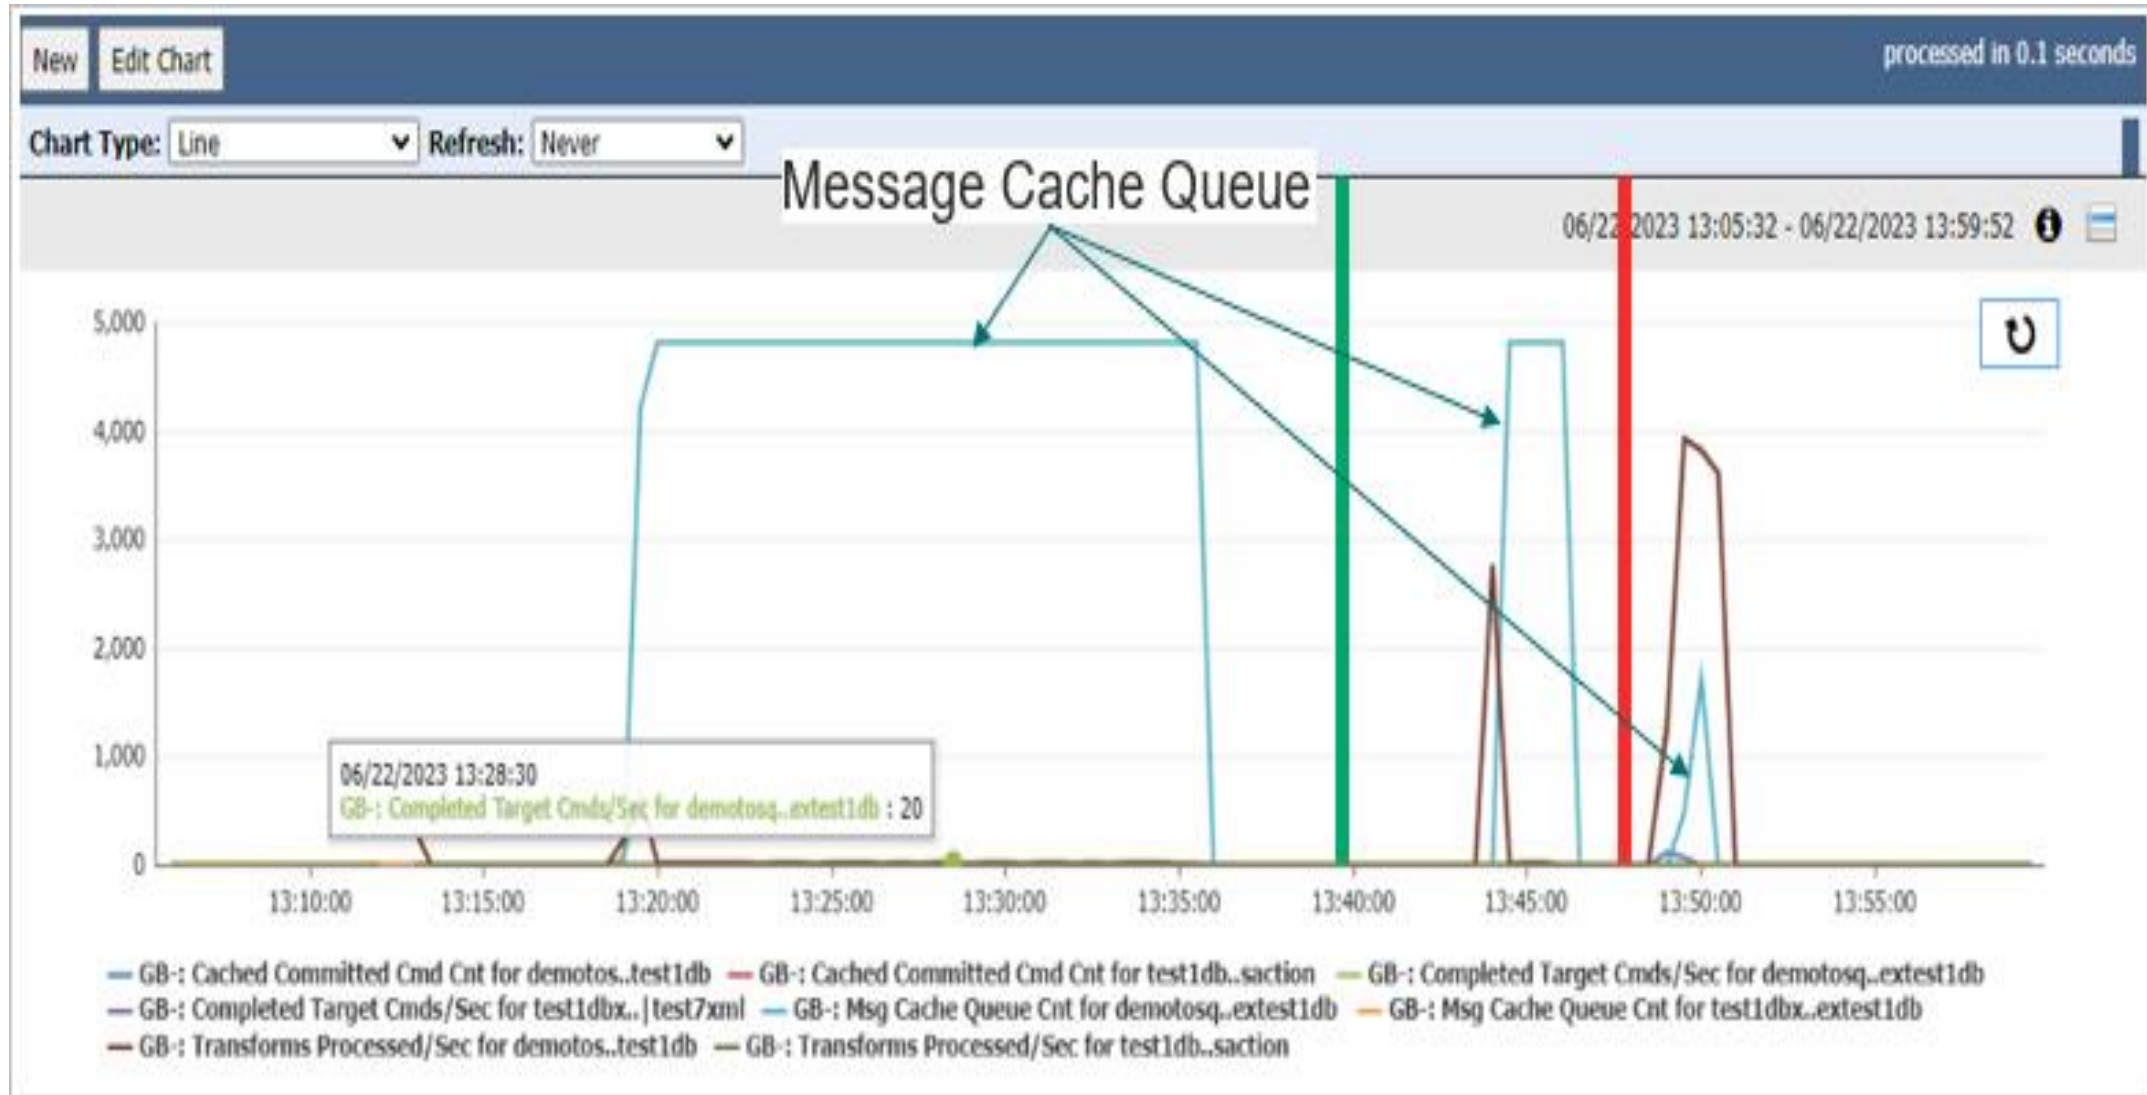 New Edit Chart processed in 0.1 seconds
Chart Type: Line Refresh: Never
Message Cache Queue
06/22/2023 13:05:32 - 06/22/2023 13:59:52
5,000
4,000
3,000
2,000
1,000
0
06/22/2023 13:28:30
GB-: Completed Target Cmds/Sec for demotosq..extest1db : 20
13:10:00 13:15:00 13:20:00 13:25:00 13:30:00 13:35:00 13:40:00 13:45:00 13:50:00 13:55:00
GB-: Cached Committed Cmd Cnt for demotos..test1db GB-: Cached Committed Cmd Cnt for test1db..saction GB-: Completed Target Cmds/Sec for demotosq..extest1db
GB-: Completed Target Cmds/Sec for test1dbx..|test7xml GB-: Msg Cache Queue Cnt for demotosq..extest1db GB-: Msg Cache Queue Cnt for test1dbx..extest1db
GB-: Transforms Processed/Sec for demotos..test1db GB-: Transforms Processed/Sec for test1db..saction